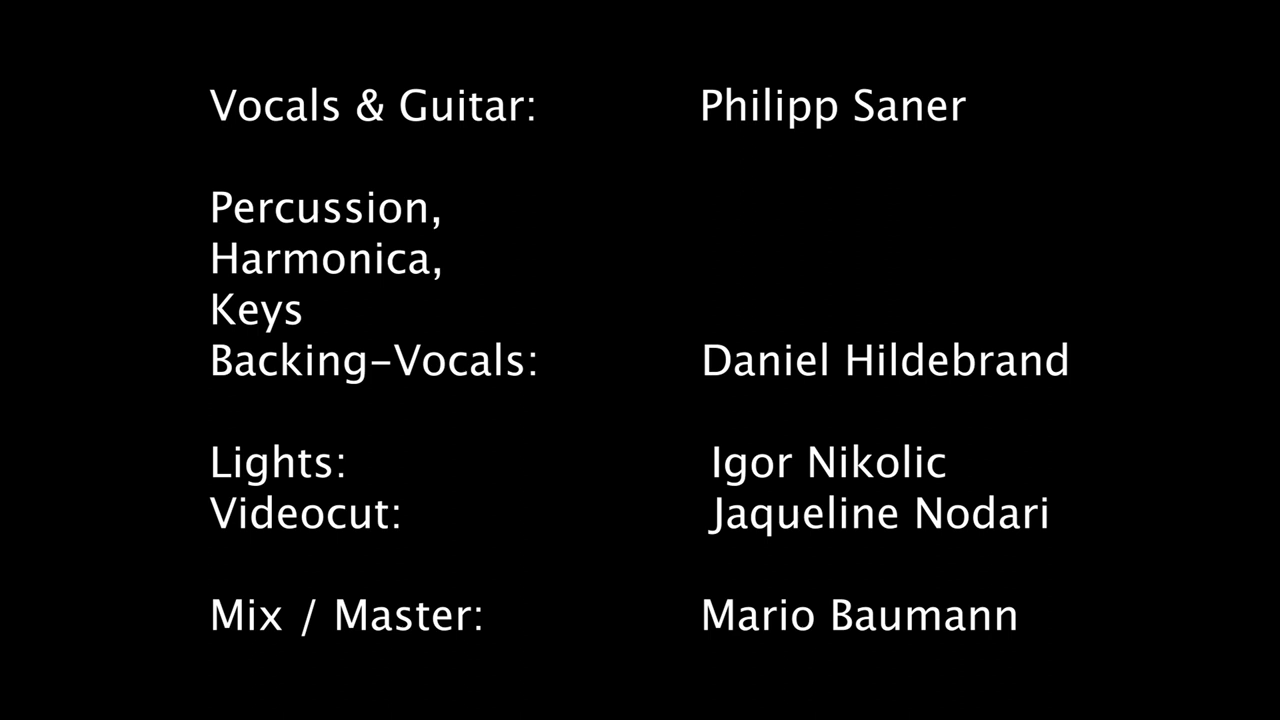 Vocals & Guitar: Philipp Saner
Percussion,
Harmonica,
Keys
Backing-Vocals: Daniel Hildebrand
Lights: Igor Nikolic
Videocut: Jaqueline Nodari
Mix / Master: Mario Baumann